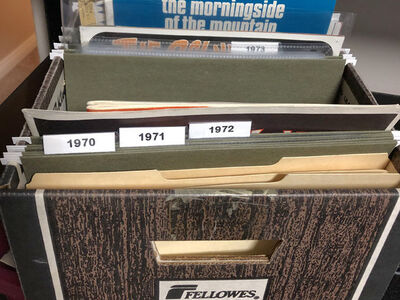 the morningside
of the mountain
1973
1970
1971
1972
FELLOWES®